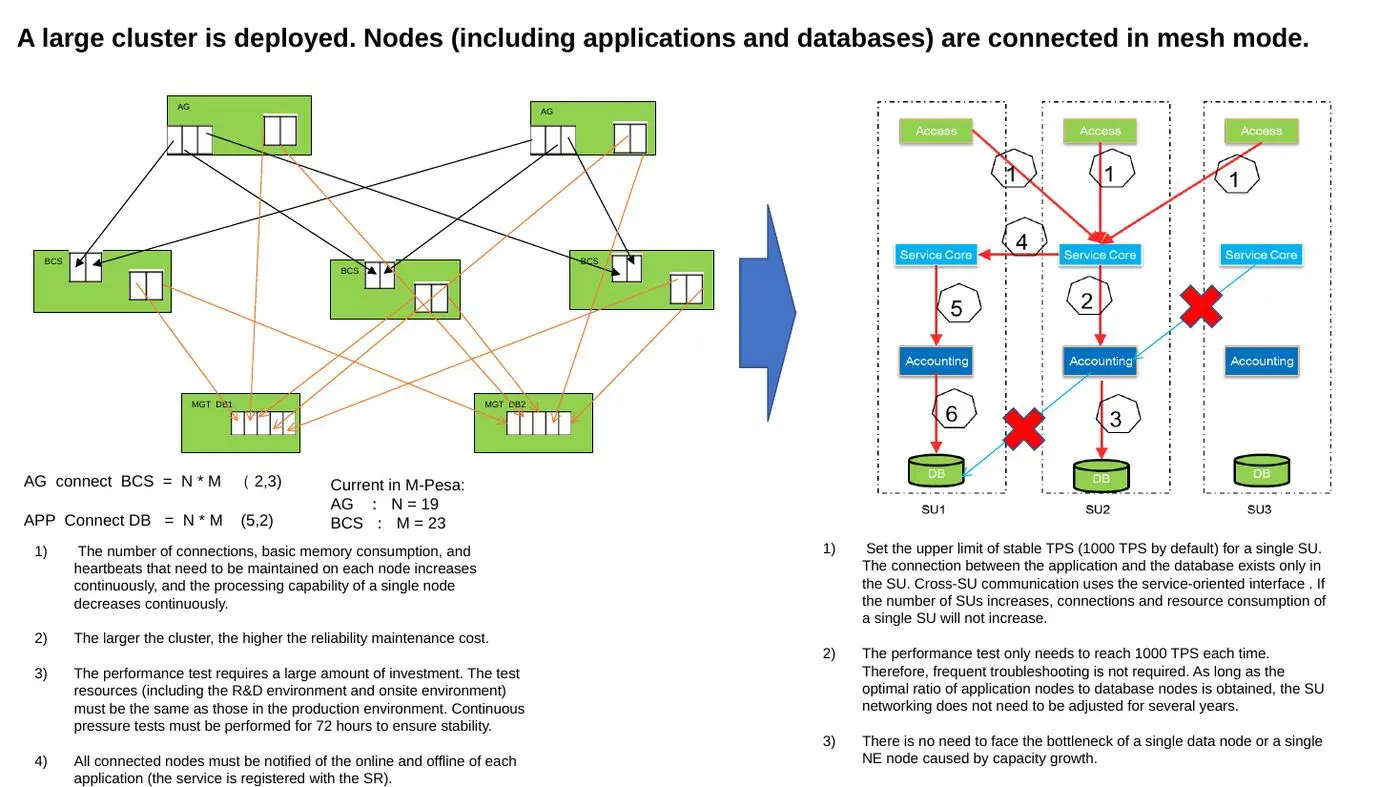 A large cluster is deployed. Nodes (including applications and databases) are connected in mesh mode.
AG
AG
BCS
BCS
BCS
MGT DB1
MGT DB2
AG connect BCS = N * M （ 2,3)
APP Connect DB = N * M (5,2)
Current in M-Pesa:
AG : N = 19
BCS : M = 23
1) The number of connections, basic memory consumption, and
heartbeats that need to be maintained on each node increases
continuously, and the processing capability of a single node
decreases continuously.
2) The larger the cluster, the higher the reliability maintenance cost.
3) The performance test requires a large amount of investment. The test
resources (including the R&D environment and onsite environment)
must be the same as those in the production environment. Continuous
pressure tests must be performed for 72 hours to ensure stability.
4) All connected nodes must be notified of the online and offline of each
application (the service is registered with the SR).
Access
Access
Access
1
1
1
4
Service Core
Service Core
Service Core
5
2
Accounting
Accounting
Accounting
6
3
DB
DB
DB
SU1
SU2
SU3
1) Set the upper limit of stable TPS (1000 TPS by default) for a single SU.
The connection between the application and the database exists only in
the SU. Cross-SU communication uses the service-oriented interface . If
the number of SUs increases, connections and resource consumption of
a single SU will not increase.
2) The performance test only needs to reach 1000 TPS each time.
Therefore, frequent troubleshooting is not required. As long as the
optimal ratio of application nodes to database nodes is obtained, the SU
networking does not need to be adjusted for several years.
3) There is no need to face the bottleneck of a single data node or a single
NE node caused by capacity growth.